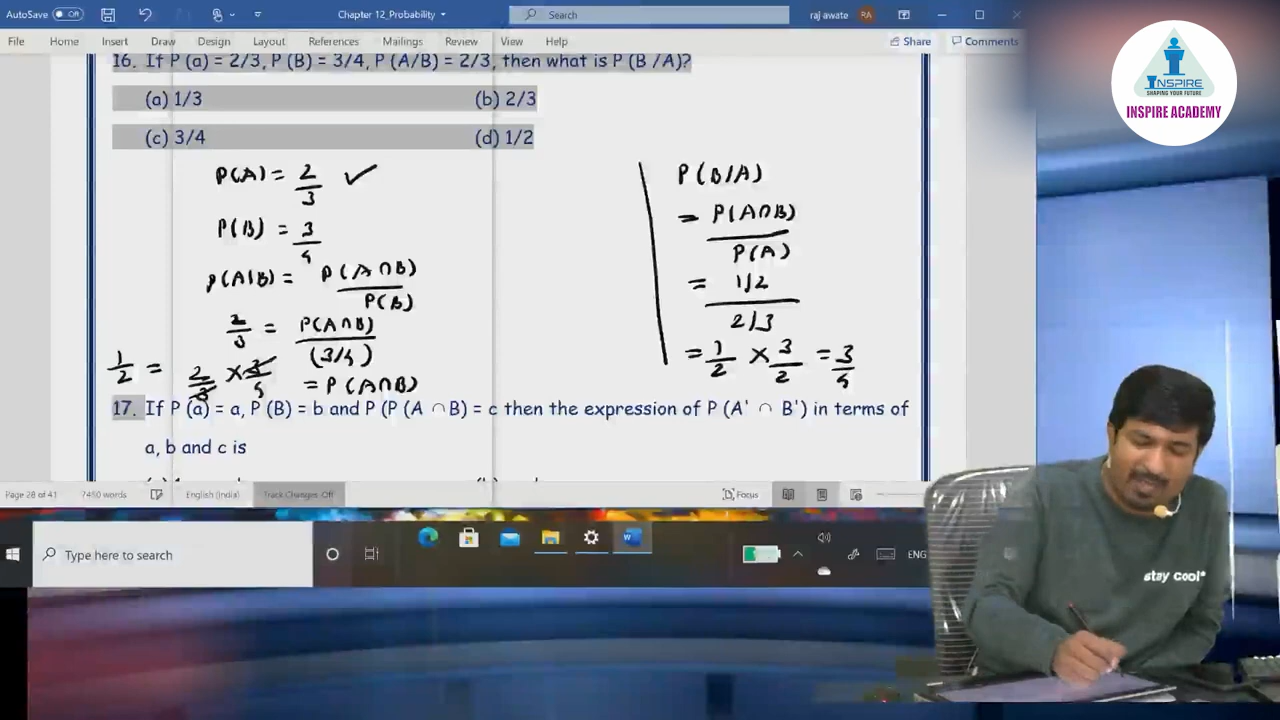 AutoSave Off
Chapter 12_Probability
Search
raj awate RA
File Home Insert Draw Design Layout References Mailings Review View Help
Share Comments
16. If P (a) = 2/3, P (B) = 3/4, P (A/B) = 2/3, then what is P (B /A)?
(a) 1/3 (b) 2/3
(c) 3/4 (d) 1/2
P(A) = 2/3 ✓
P(B) = 3/4
P(A|B) = P(A∩B)/P(B)
2/3 = P(A∩B)/(3/4)
1/2 = 2/3 × 3/4 = P(A∩B)
P(B/A)
= P(A∩B)/P(A)
= 1/2 / 2/3
= 1/2 × 3/2 = 3/4
17. If P (a) = a, P (B) = b and P (P (A ∩ B) = c then the expression of P (A' ∩ B') in terms of
a, b and c is
Page 28 of 41 7450 words English (India) Track Changes: Off Focus
Type here to search
ENG
INSPIRE
SHAPING YOUR FUTURE
INSPIRE ACADEMY
stay cool*